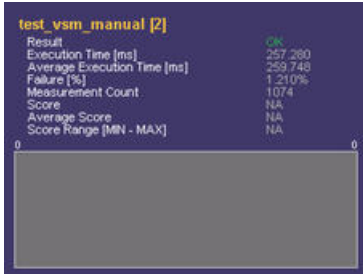 test_vsm_manual [2]
Result OK
Execution Time [ms] 257.280
Average Execution Time [ms] 259.748
Failure [%] 1.210%
Measurement Count 1074
Score NA
Average Score NA
Score Range [MIN - MAX] NA
0 0